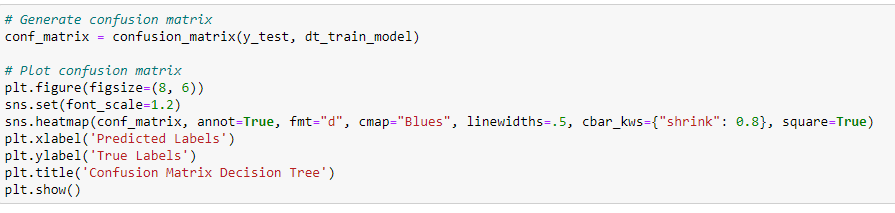 # Generate confusion matrix
conf_matrix = confusion_matrix(y_test, dt_train_model)
# Plot confusion matrix
plt.figure(figsize=(8, 6))
sns.set(font_scale=1.2)
sns.heatmap(conf_matrix, annot=True, fmt="d", cmap="Blues", linewidths=.5, cbar_kws={"shrink": 0.8}, square=True)
plt.xlabel('Predicted Labels')
plt.ylabel('True Labels')
plt.title('Confusion Matrix Decision Tree')
plt.show()